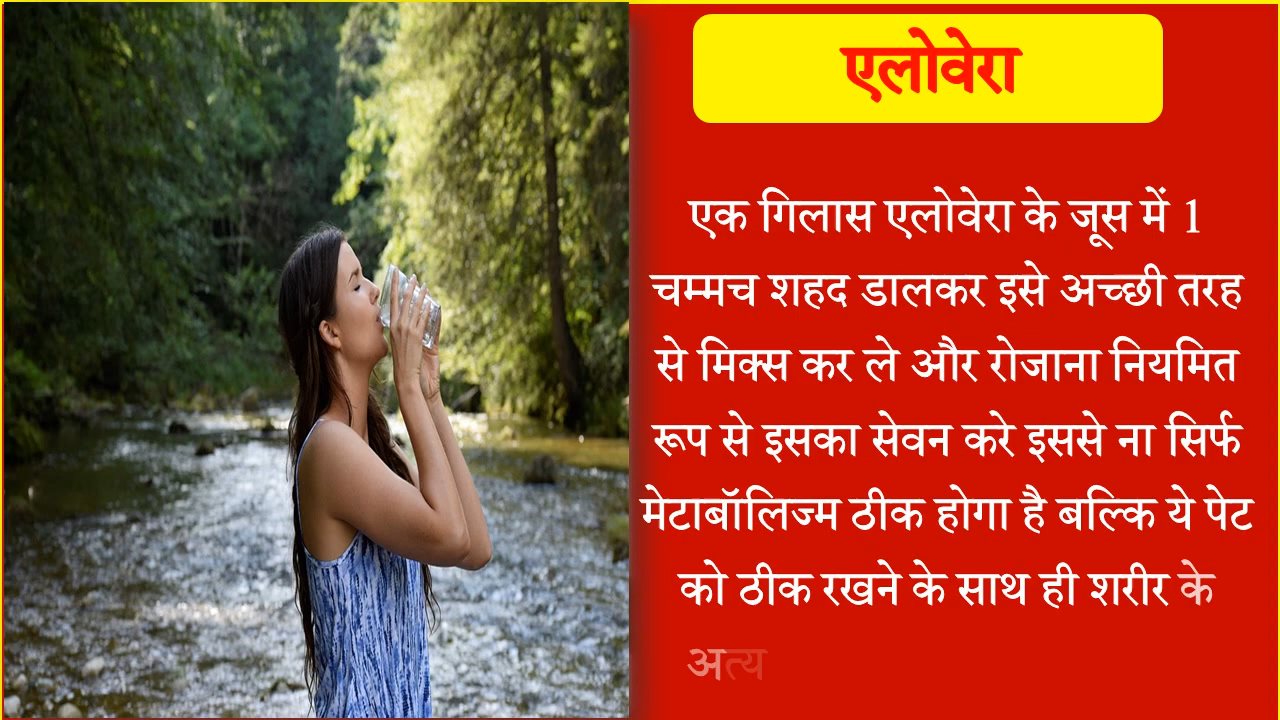 एलोवेरा
एक गिलास एलोवेरा के जूस में 1
चम्मच शहद डालकर इसे अच्छी तरह
से मिक्स कर ले और रोजाना नियमित
रूप से इसका सेवन करे इससे ना सिर्फ
मेटाबॉलिज्म ठीक होगा है बल्कि ये पेट
को ठीक रखने के साथ ही शरीर के
अत्य